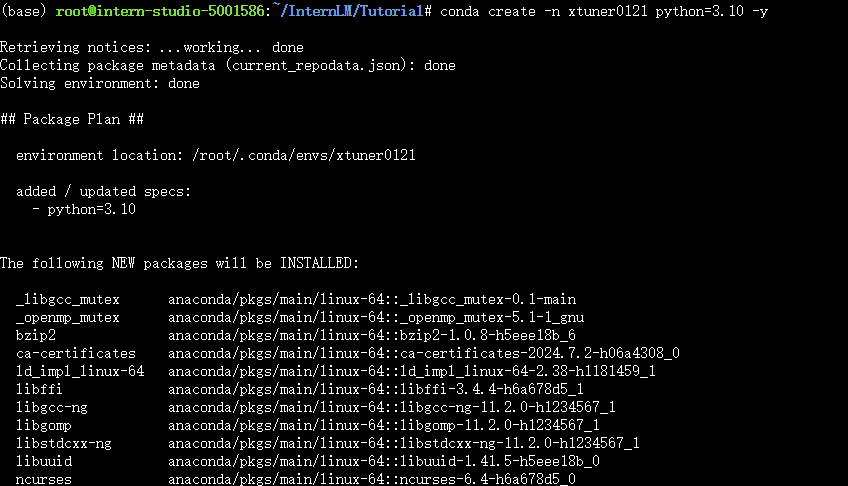 (base) root@intern-studio-5001586:~/InternLM/Tutorial# conda create -n xtuner0121 python=3.10 -y
Retrieving notices: ...working... done
Collecting package metadata (current_repodata.json): done
Solving environment: done
## Package Plan ##
environment location: /root/.conda/envs/xtuner0121
added / updated specs:
- python=3.10
The following NEW packages will be INSTALLED:
_libgcc_mutex anaconda/pkgs/main/linux-64::_libgcc_mutex-0.1-main
_openmp_mutex anaconda/pkgs/main/linux-64::_openmp_mutex-5.1-1_gnu
bzip2 anaconda/pkgs/main/linux-64::bzip2-1.0.8-h5eee18b_6
ca-certificates anaconda/pkgs/main/linux-64::ca-certificates-2024.7.2-h06a4308_0
ld_impl_linux-64 anaconda/pkgs/main/linux-64::ld_impl_linux-64-2.38-h1181459_1
libffi anaconda/pkgs/main/linux-64::libffi-3.4.4-h6a678d5_1
libgcc-ng anaconda/pkgs/main/linux-64::libgcc-ng-11.2.0-h1234567_1
libgomp anaconda/pkgs/main/linux-64::libgomp-11.2.0-h1234567_1
libstdcxx-ng anaconda/pkgs/main/linux-64::libstdcxx-ng-11.2.0-h1234567_1
libuuid anaconda/pkgs/main/linux-64::libuuid-1.41.5-h5eee18b_0
ncurses anaconda/pkgs/main/linux-64::ncurses-6.4-h6a678d5_0